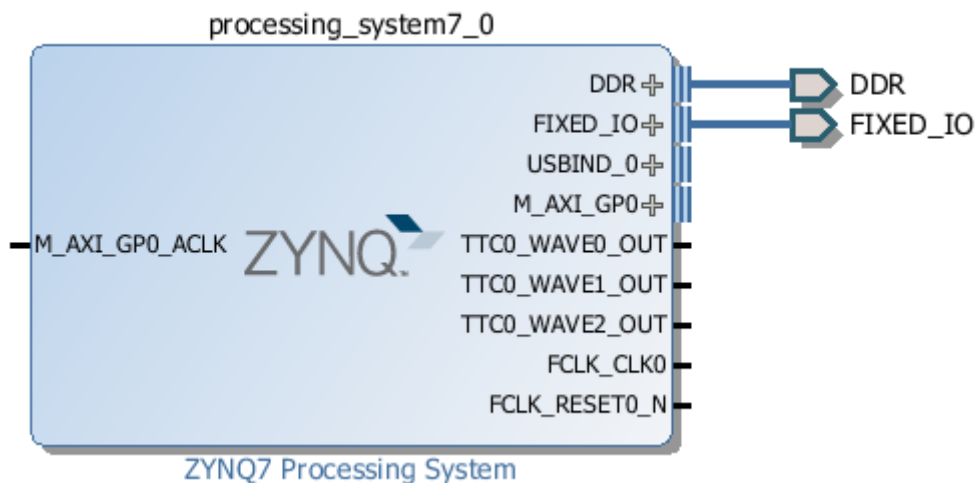 processing_system7_0
DDR
FIXED_IO
USBIND_0
M_AXI_GP0
M_AXI_GP0_ACLK
ZYNQ
TTC0_WAVE0_OUT
TTC0_WAVE1_OUT
TTC0_WAVE2_OUT
FCLK_CLK0
FCLK_RESET0_N
DDR
FIXED_IO
ZYNQ7 Processing System